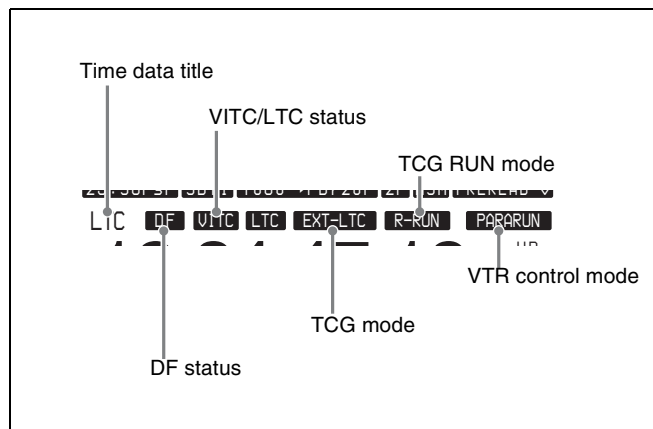 Time data title
VITC/LTC status
TCG RUN mode
LTC DF VITC LTC EXT-LTC R-RUN PARARUN
VTR control mode
TCG mode
DF status